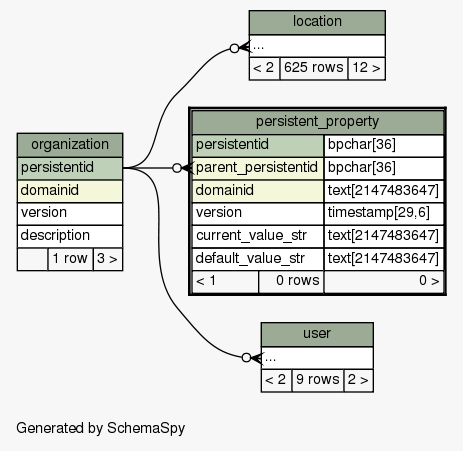 location
...
< 2 625 rows 12 >
persistent_property
persistentid bpchar[36]
parent_persistentid bpchar[36]
domainid text[2147483647]
version timestamp[29,6]
current_value_str text[2147483647]
default_value_str text[2147483647]
< 1 0 rows 0 >
organization
persistentid
domainid
version
description
1 row 3 >
user
...
< 2 9 rows 2 >
Generated by SchemaSpy